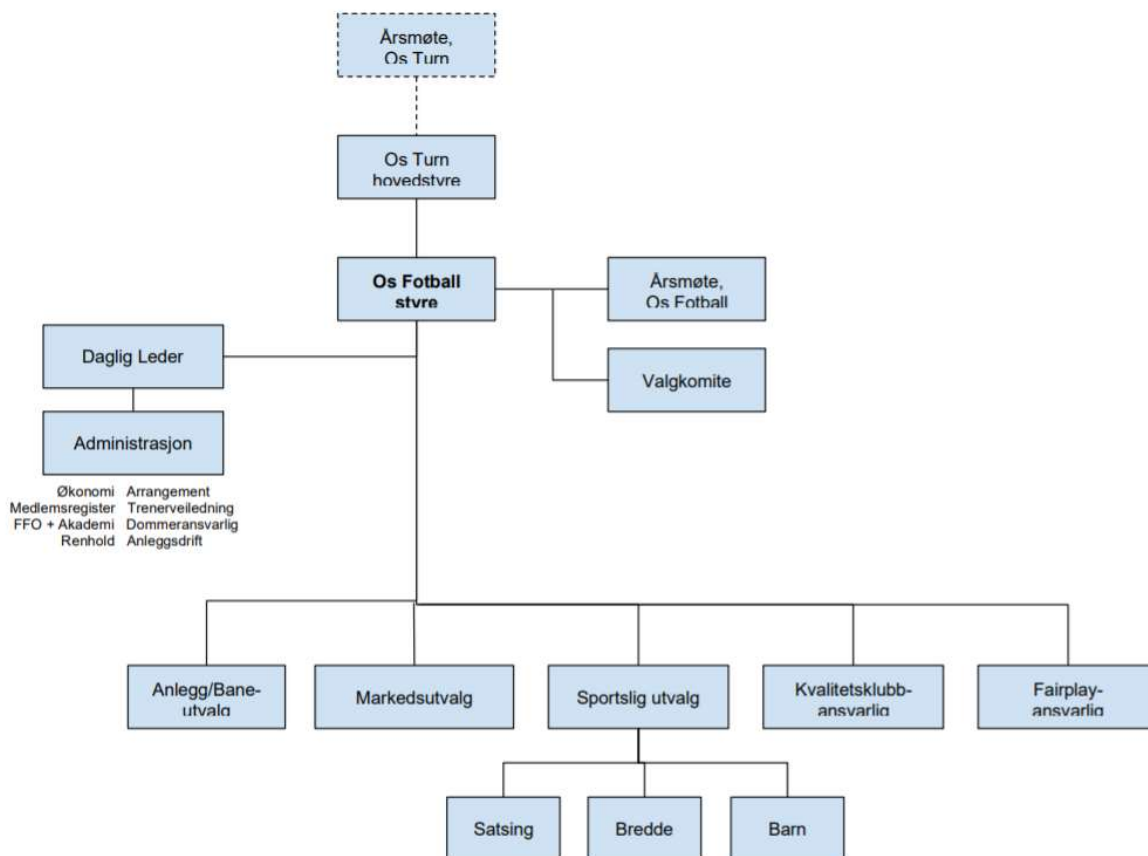 Årsmøte,
Os Turn
Os Turn
hovedstyre
Os Fotball
styre
Årsmøte,
Os Fotball
Daglig Leder
Valgkomite
Administrasjon
Økonomi Arrangement
Medlemsregister Trenerveiledning
FFO + Akademi Dommeransvarlig
Renhold Anleggsdrift
Anlegg/Bane-
utvalg
Markedsutvalg
Sportslig utvalg
Kvalitetsklubb-
ansvarlig
Fairplay-
ansvarlig
Satsing
Bredde
Barn